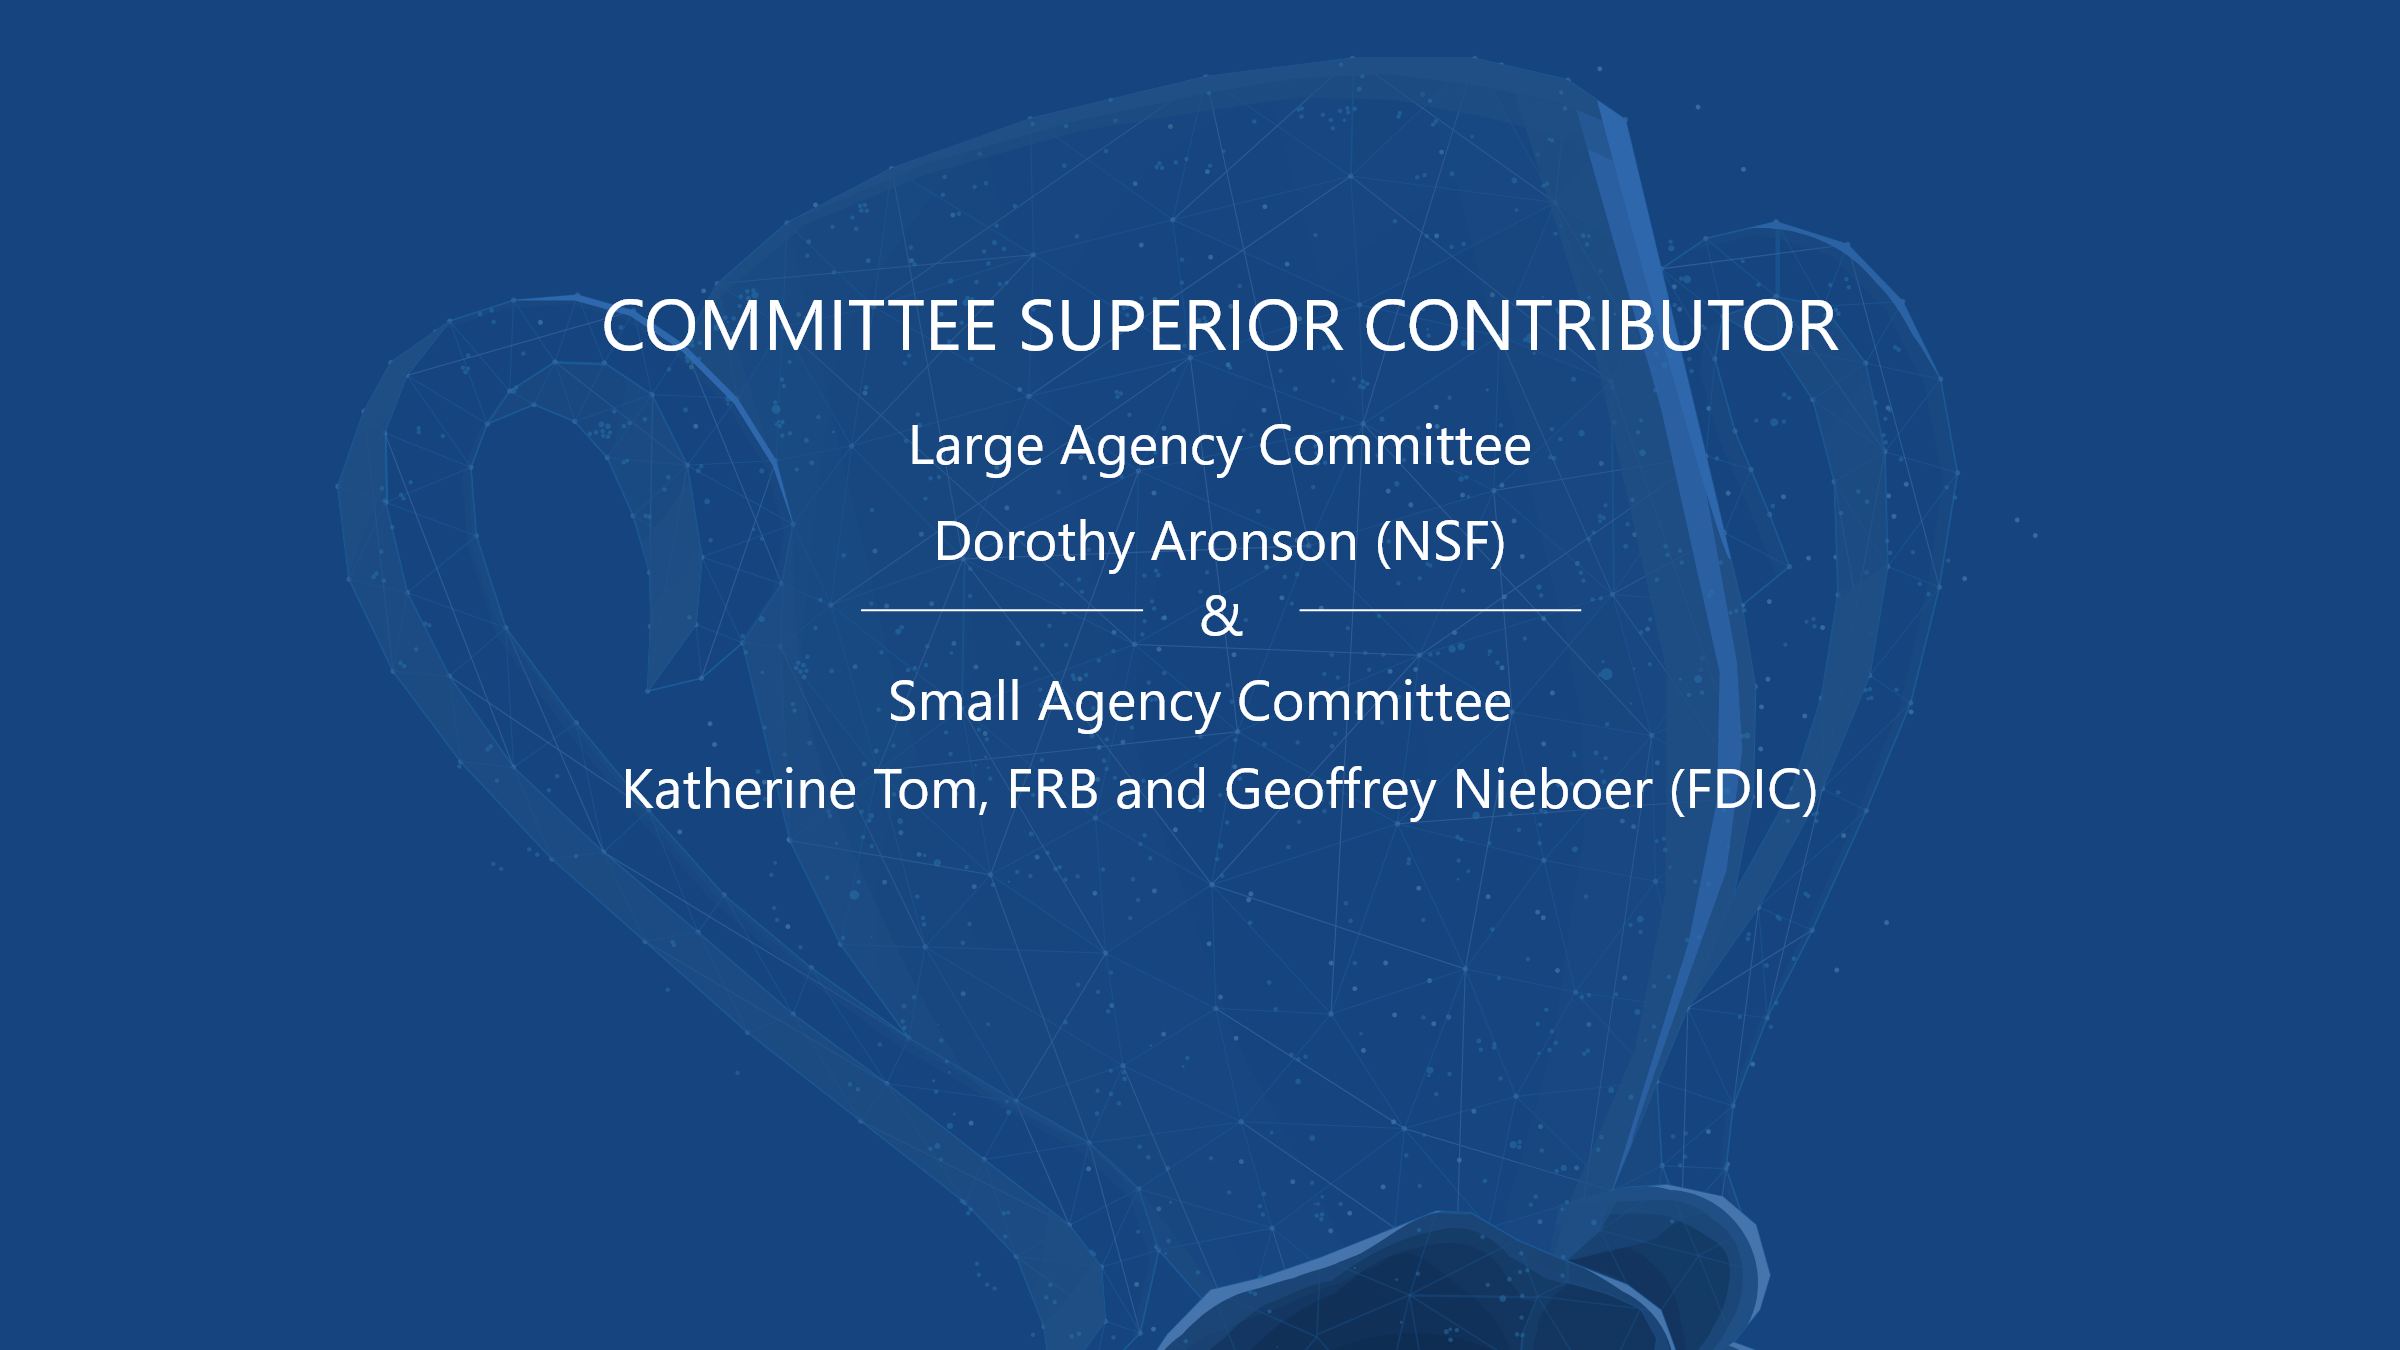 COMMITTEE SUPERIOR CONTRIBUTOR
Large Agency Committee
Dorothy Aronson (NSF)
&
Small Agency Committee
Katherine Tom, FRB and Geoffrey Nieboer (FDIC)